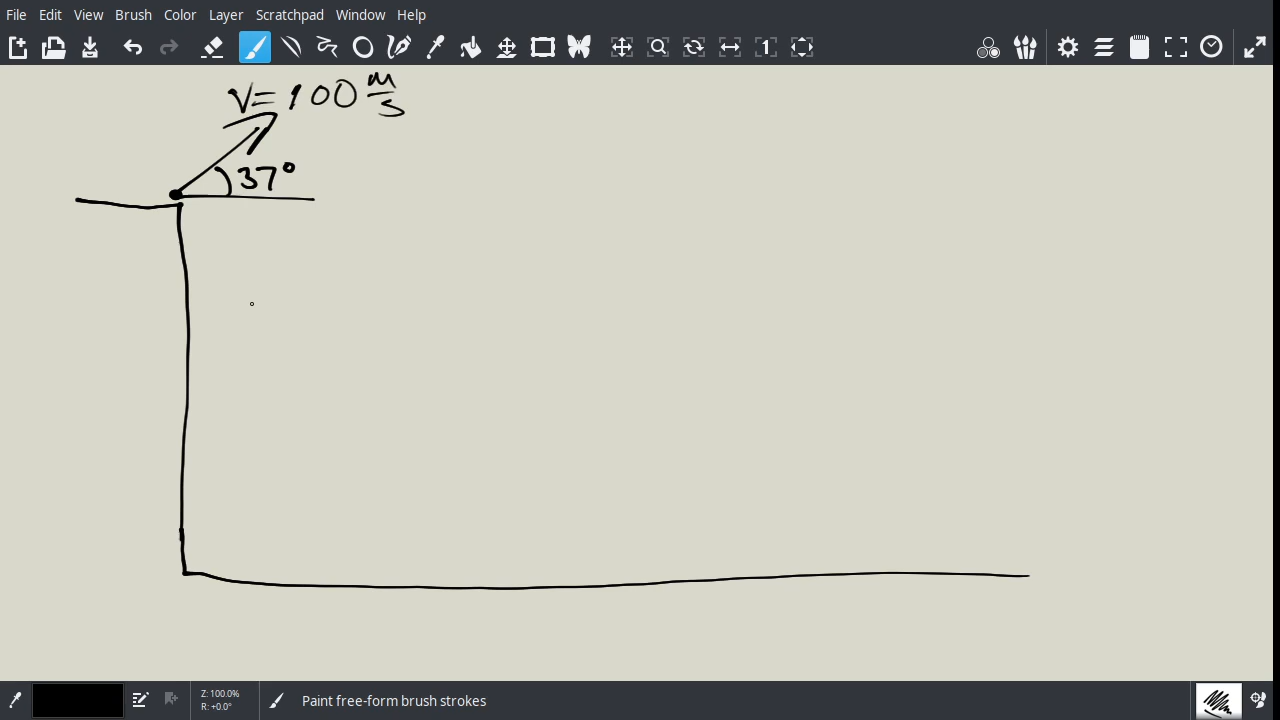 File Edit View Brush Color Layer Scratchpad Window Help
1
V= 100 m/s
37°
Z: 100.0%
R: +0.0°
Paint free-form brush strokes